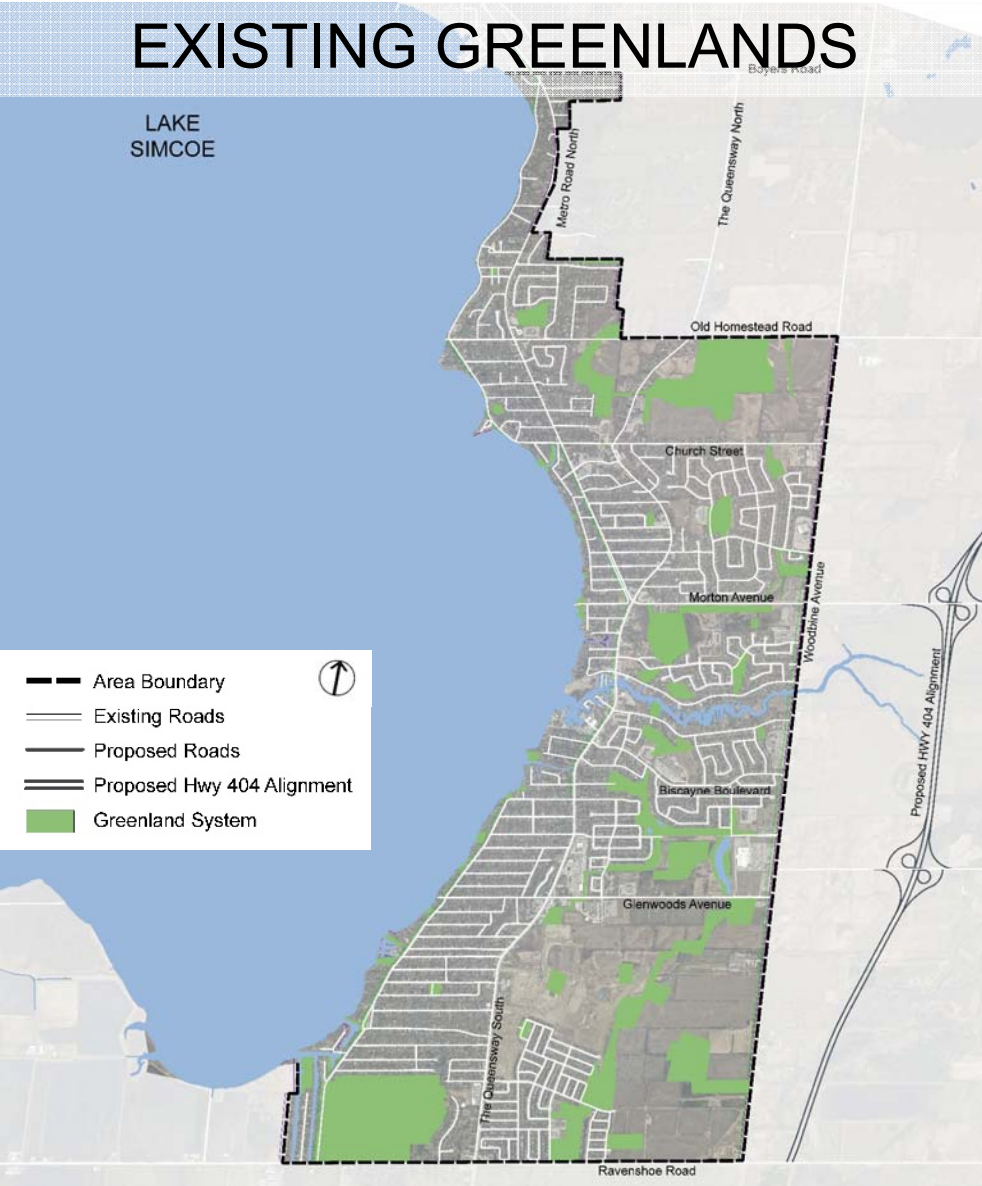 EXISTING GREENLANDS
Boyers Road
LAKE
SIMCOE
Metro Road North
The Queensway North
Old Homestead Road
Church Street
Morton Avenue
Woodbine Avenue
Area Boundary
Existing Roads
Proposed Roads
Proposed Hwy 404 Alignment
Greenland System
Proposed HWY 404 Alignment
Biscayne Boulevard
Glenwoods Avenue
The Queensway South
Ravenshoe Road